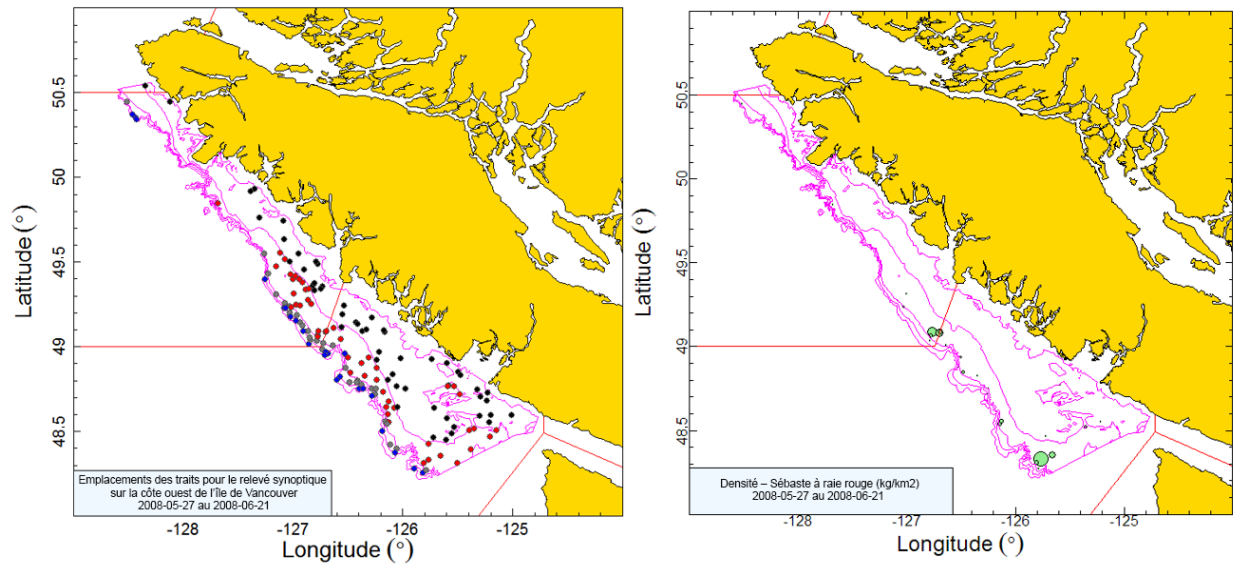 50.5
50
49.5
49
48.5
Latitude (°)
Emplacements des traits pour le relevé synoptique
sur la côte ouest de l'île de Vancouver
2008-05-27 au 2008-06-21
-128
-127
-126
-125
Longitude (°)
50.5
50
49.5
49
48.5
Latitude (°)
Densité – Sébaste à raie rouge (kg/km2)
2008-05-27 au 2008-06-21
-128
-127
-126
-125
Longitude (°)